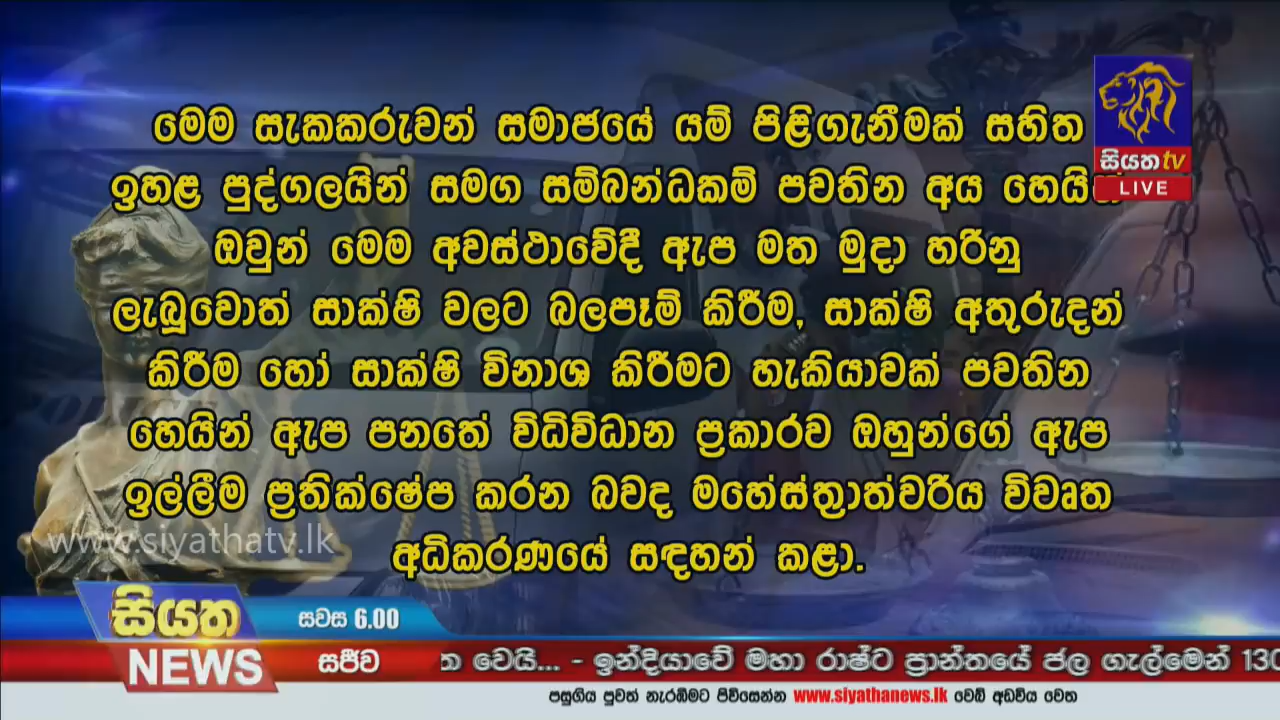 මෙම සැකකරුවන් සමාජයේ යම් පිළිගැනීමක් සහිත
ඉහළ පුද්ගලයින් සමග සම්බන්ධකම් පවතින අය හෙයින්
ඔවුන් මෙම අවස්ථාවේදී ඇප මත මුදා හරිනු
ලැබූවොත් සාක්ෂි වලට බලපෑම් කිරීම, සාක්ෂි අතුරුදන්
කිරීම හෝ සාක්ෂි විනාශ කිරීමට හැකියාවක් පවතින
හෙයින් ඇප පනතේ විධිවිධාන ප්‍රකාරව ඔහුන්ගේ ඇප
ඉල්ලීම ප්‍රතික්ෂේප කරන බවද මහේස්ත්‍රාත්වරිය විවෘත
අධිකරණයේ සඳහන් කළා.
සියත tv
LIVE
www.siyathatv.lk
සියත
NEWS
සවස 6.00
සජීව
ත වෙයි... - ඉන්දියාවේ මහා රාෂ්ට ප්‍රාන්තයේ ජල ගැල්මෙන් 130
පසුගිය පුවත් නැරඹීමට පිවිසෙන්න www.siyathanews.lk වෙබ් අඩවිය වෙත